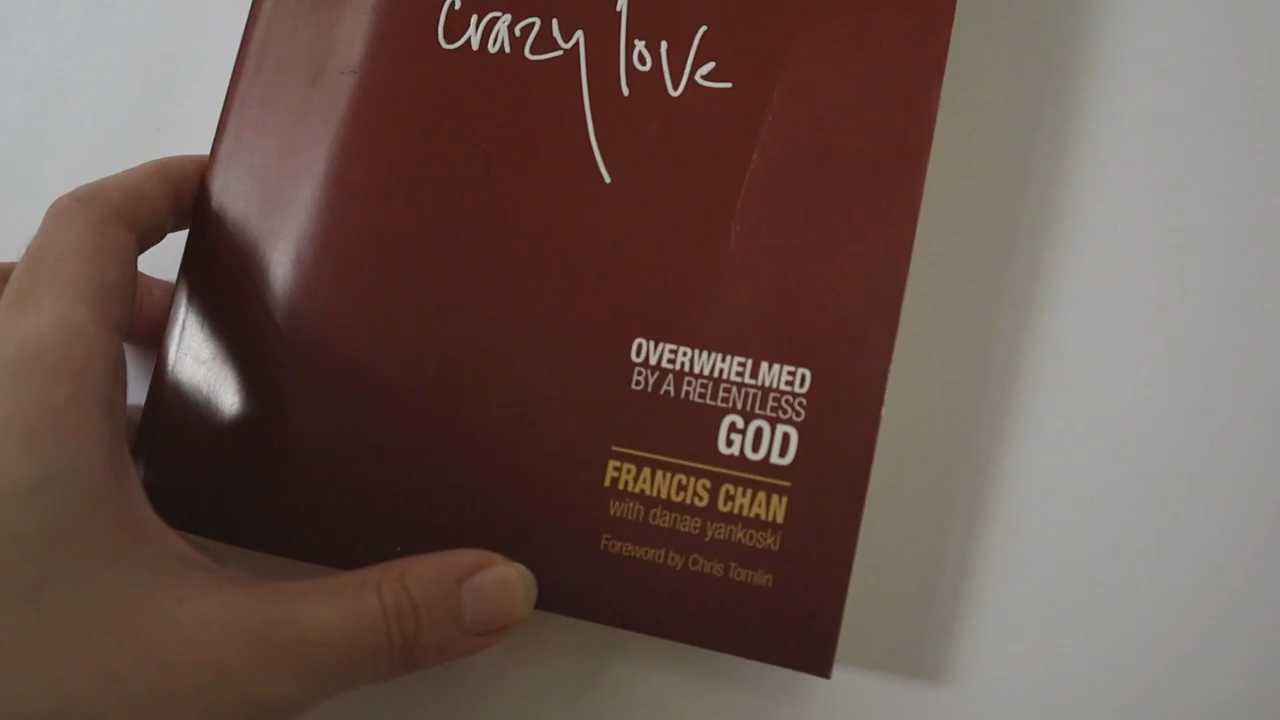 crazy love
OVERWHELMED
BY A RELENTLESS
GOD
FRANCIS CHAN
with danae yankoski
Foreword by Chris Tomlin